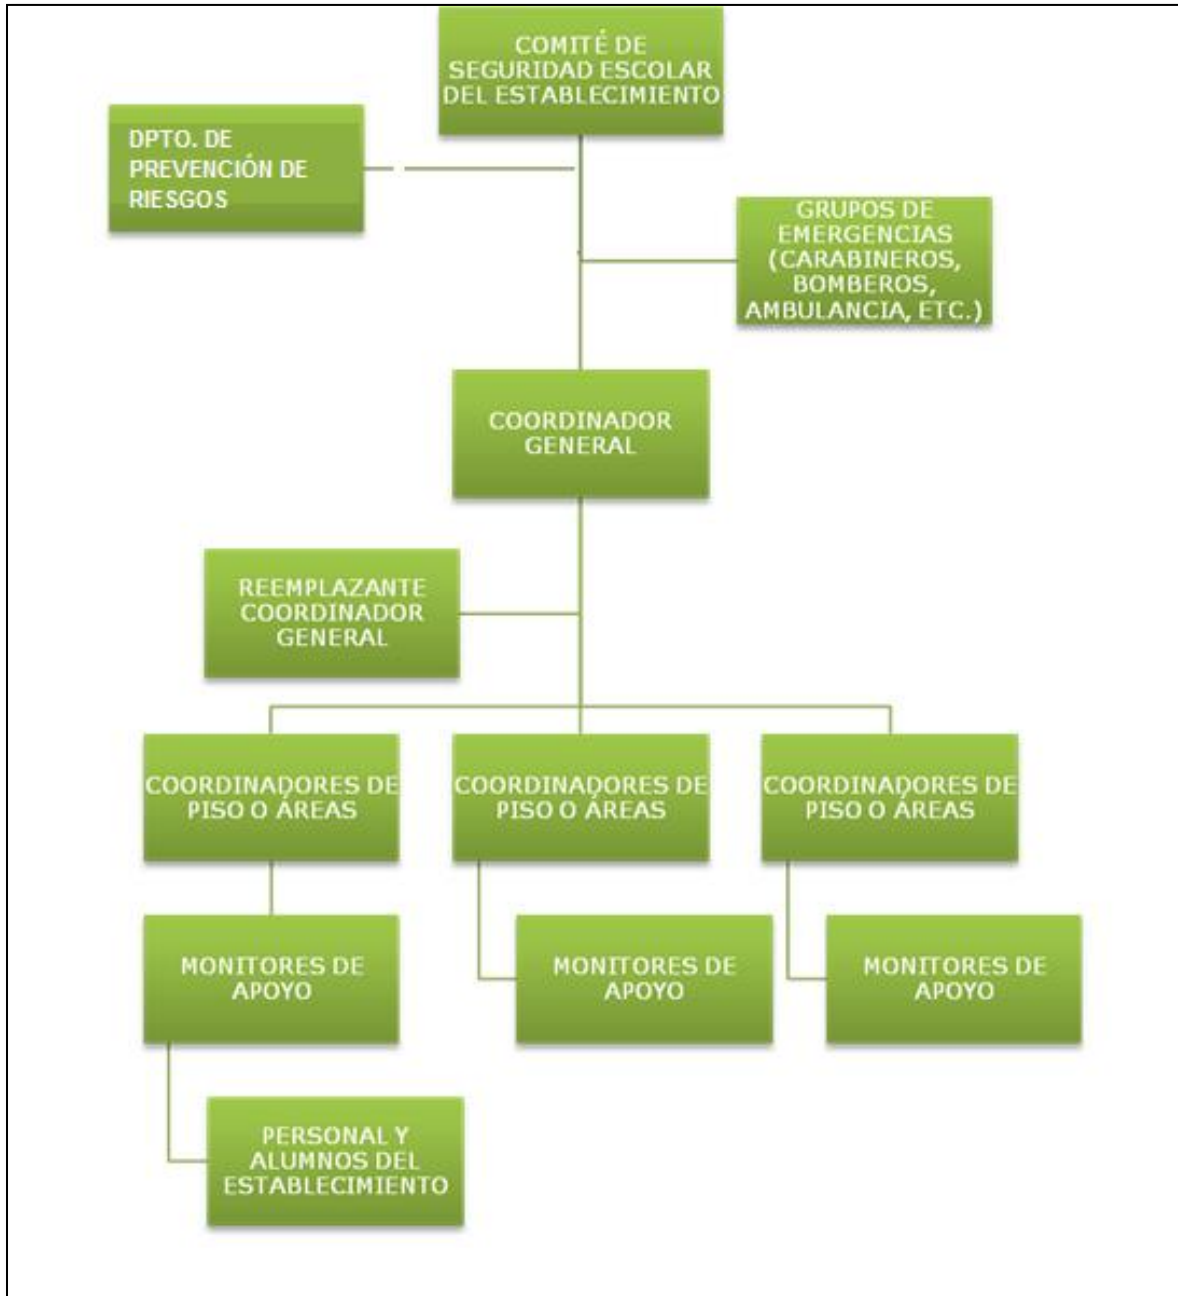 COMITÉ DE
SEGURIDAD ESCOLAR
DEL ESTABLECIMIENTO
DPTO. DE
PREVENCIÓN DE
RIESGOS
GRUPOS DE
EMERGENCIAS
(CARABINEROS,
BOMBEROS,
AMBULANCIA, ETC.)
COORDINADOR
GENERAL
REEMPLAZANTE
COORDINADOR
GENERAL
COORDINADORES DE
PISO O ÁREAS
COORDINADORES DE
PISO O ÁREAS
COORDINADORES DE
PISO O ÁREAS
MONITORES DE
APOYO
MONITORES DE
APOYO
MONITORES DE
APOYO
PERSONAL Y
ALUMNOS DEL
ESTABLECIMIENTO